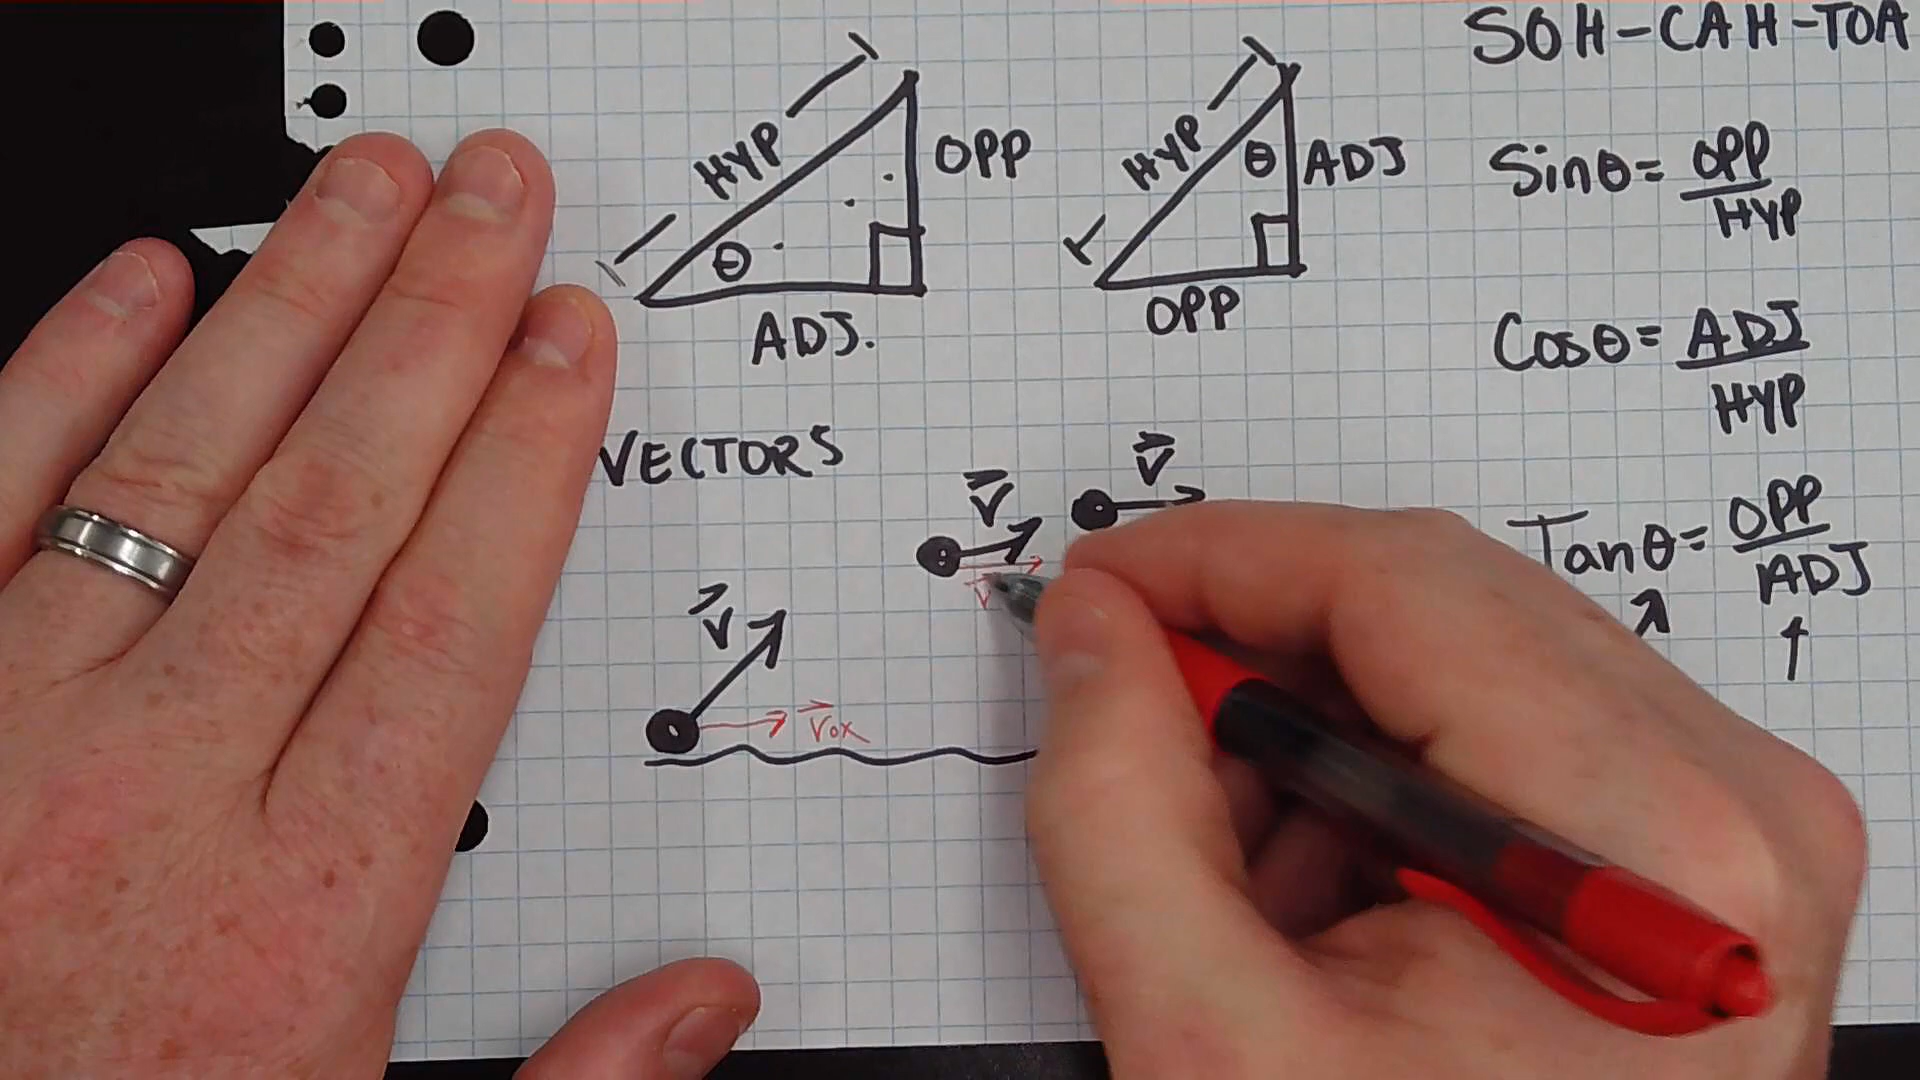 SOH-CAH-TOA
HYP
OPP
θ
ADJ.
HYP
θ
ADJ
OPP
Sinθ = OPP
HYP
Cosθ = ADJ
HYP
Tanθ = OPP
ADJ
VECTORS
V
V
V
V
Vox